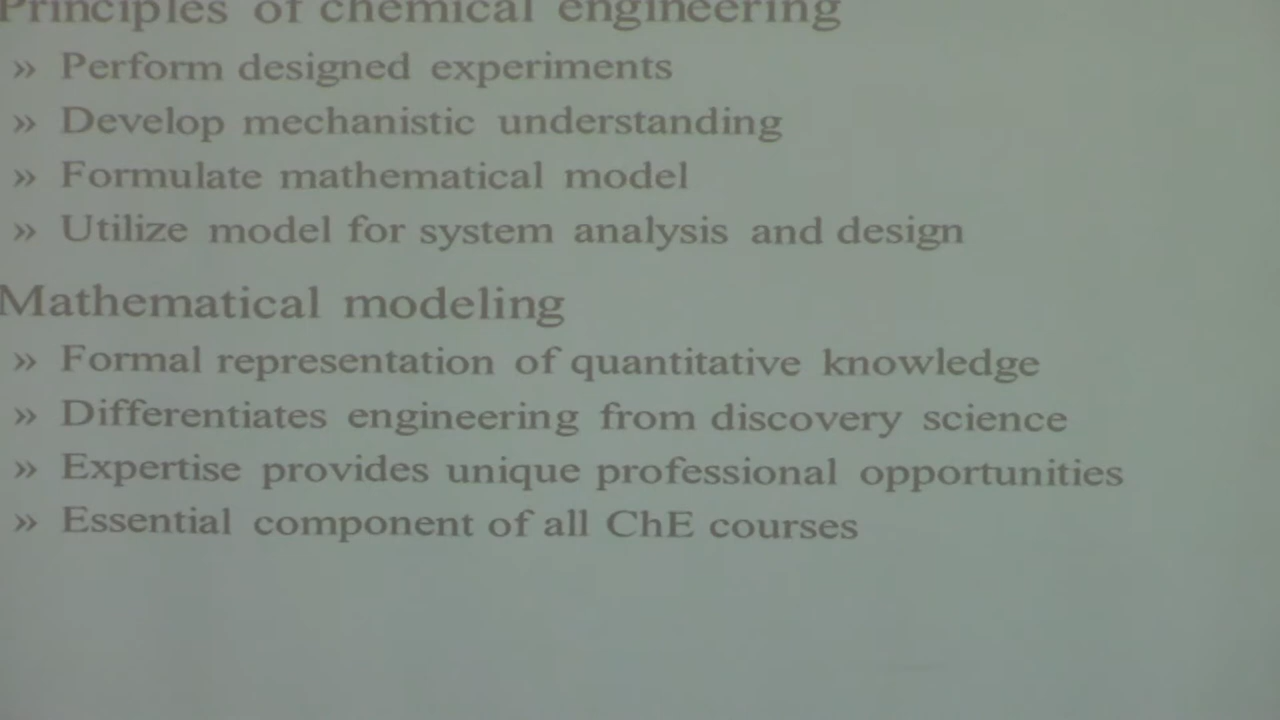 Principles of chemical engineering
» Perform designed experiments
» Develop mechanistic understanding
» Formulate mathematical model
» Utilize model for system analysis and design
Mathematical modeling
» Formal representation of quantitative knowledge
» Differentiates engineering from discovery science
» Expertise provides unique professional opportunities
» Essential component of all ChE courses